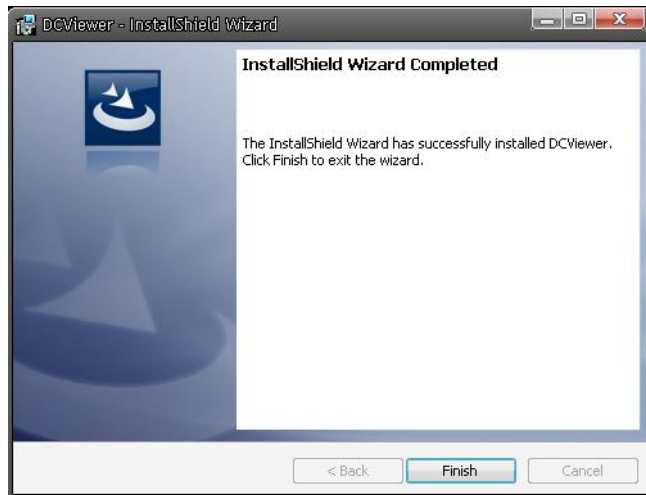 DCViewer - InstallShield Wizard
InstallShield Wizard Completed
The InstallShield Wizard has successfully installed DCViewer.
Click Finish to exit the wizard.
< Back
Finish
Cancel